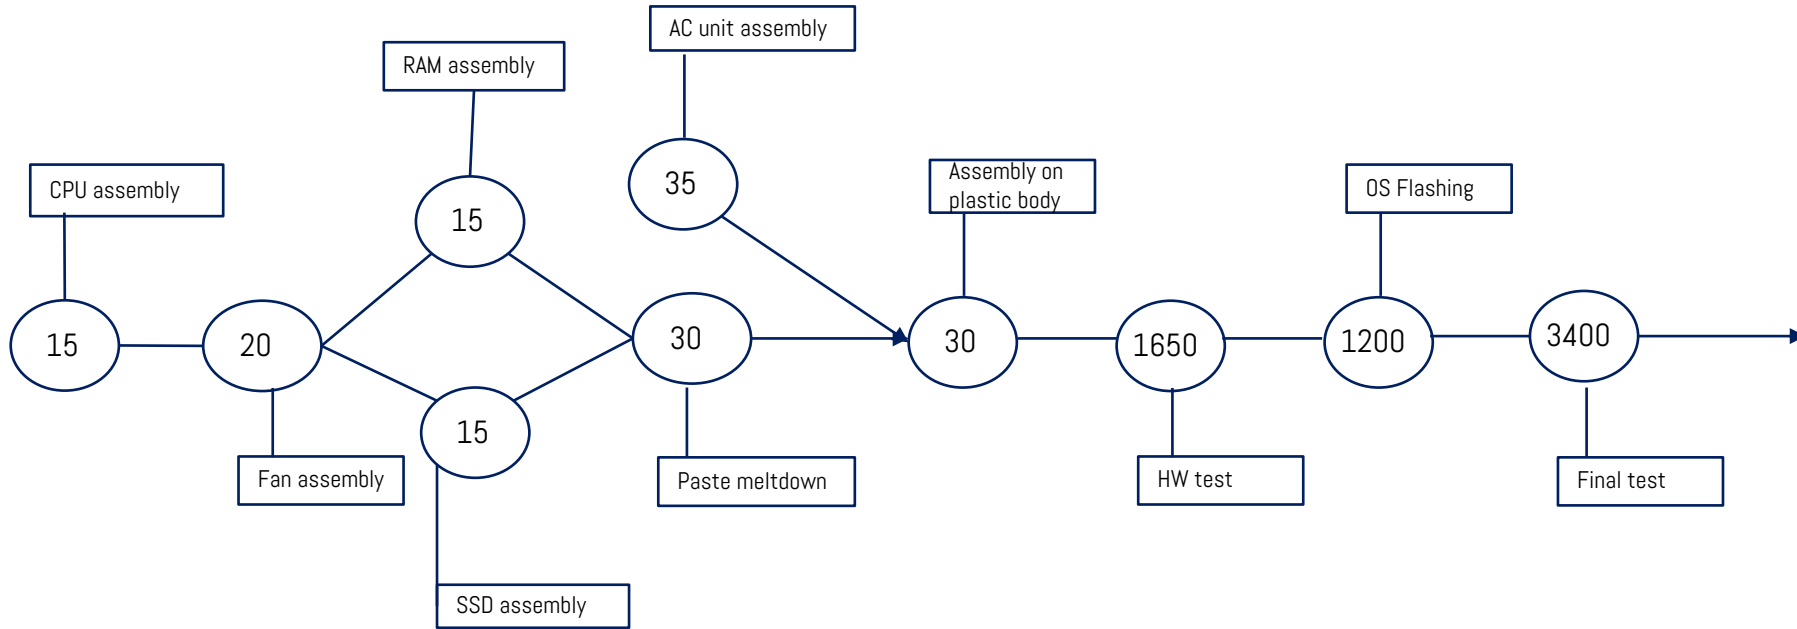 AC unit assembly
RAM assembly
CPU assembly
35
Assembly on
plastic body
OS Flashing
15
15
20
30
30
1650
1200
3400
15
Fan assembly
Paste meltdown
HW test
Final test
SSD assembly